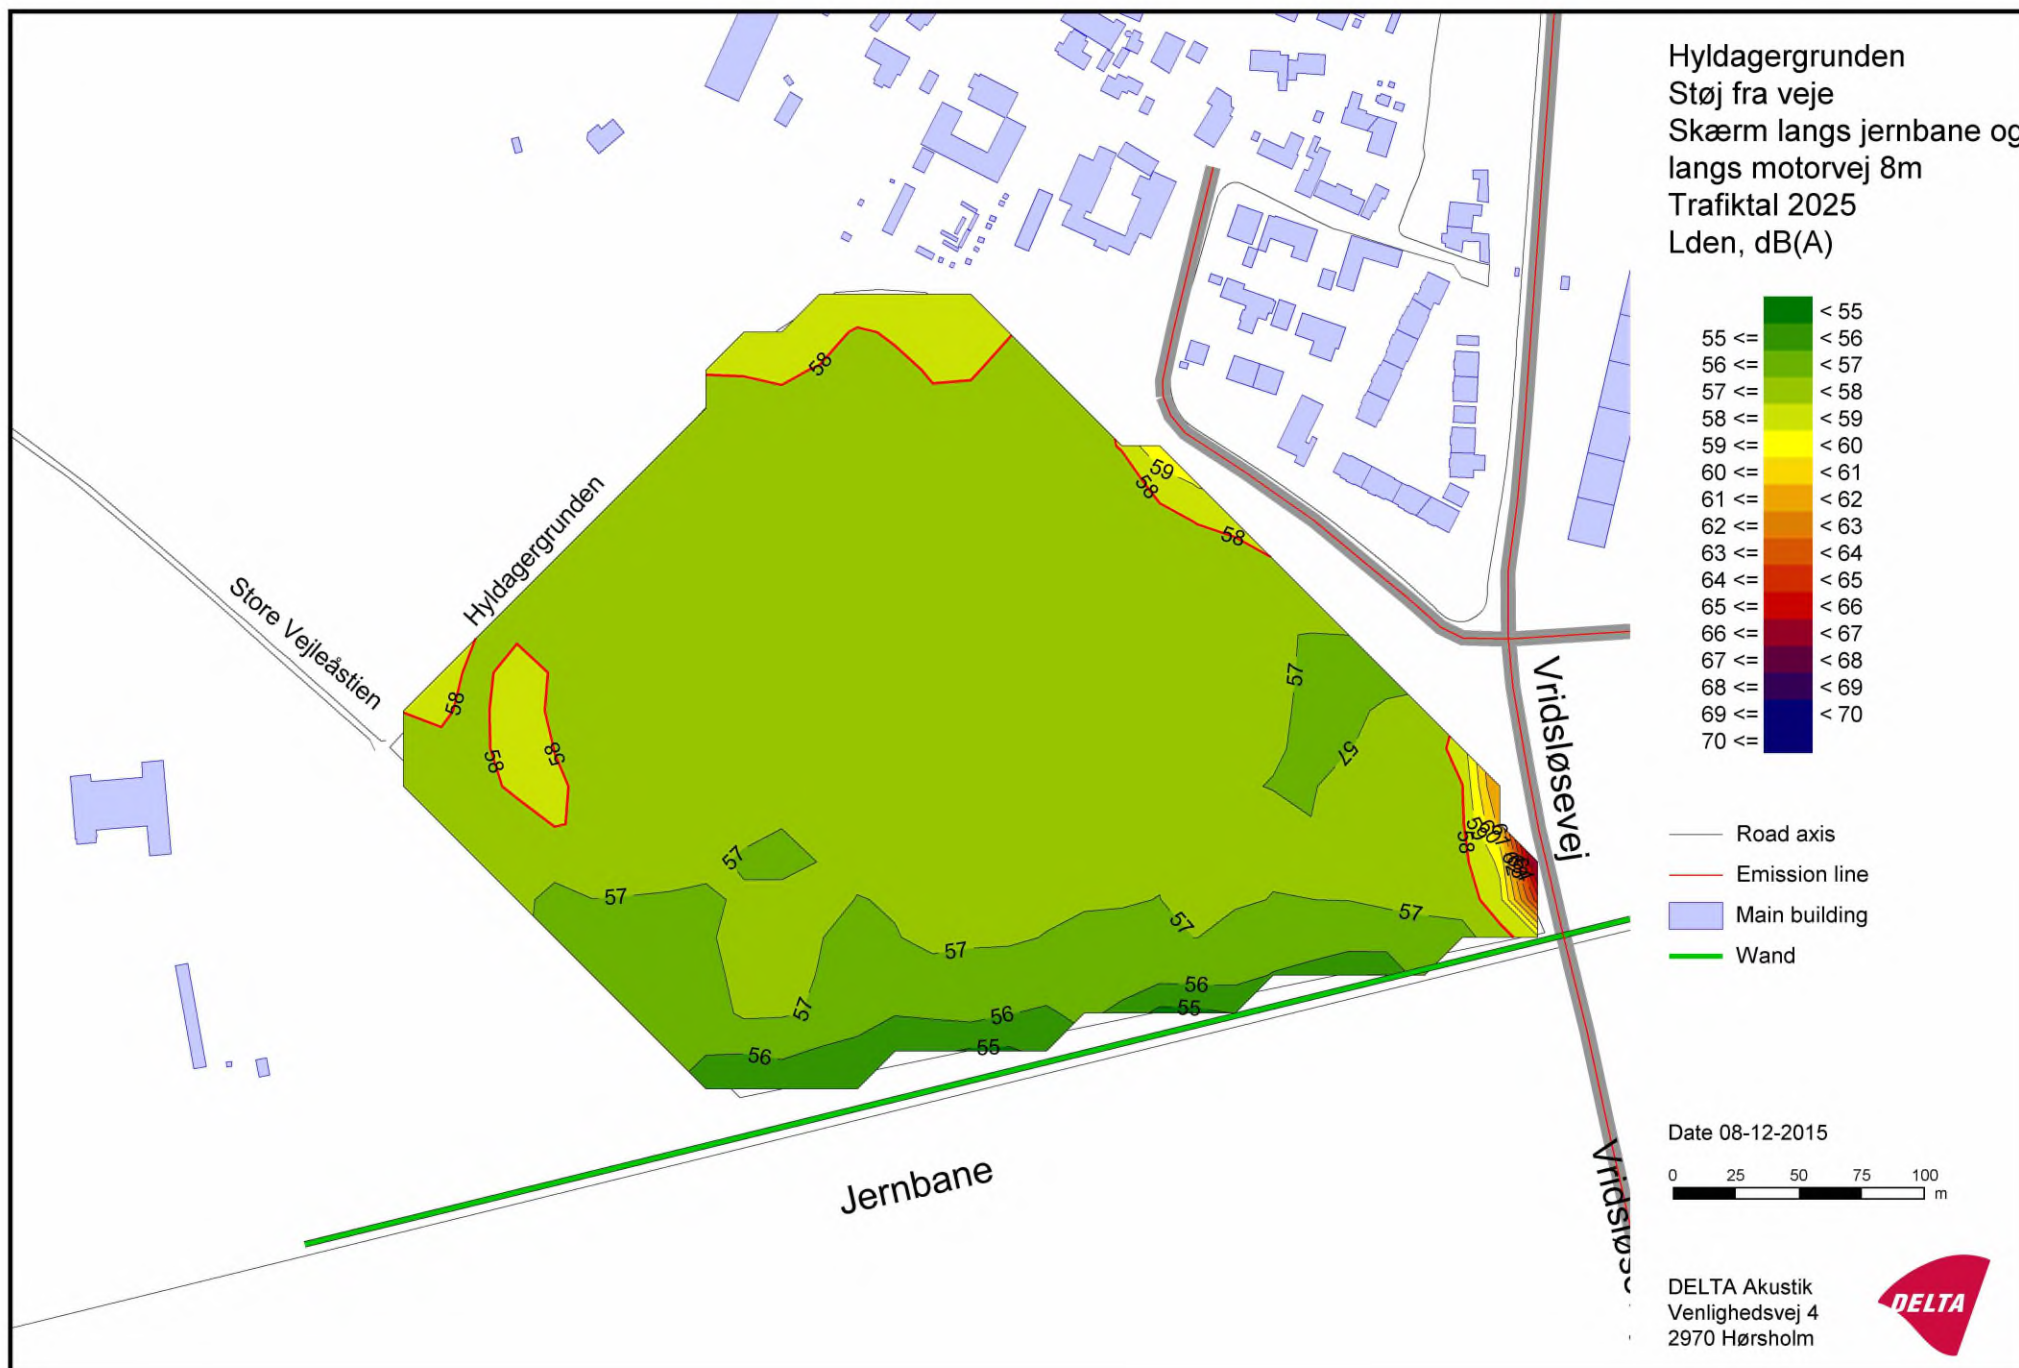 Hyldagergrunden
Støj fra veje
Skærm langs jernbane og
langs motorvej 8m
Trafiktal 2025
Lden, dB(A)
< 55
55 <= < 56
56 <= < 57
57 <= < 58
58 <= < 59
59 <= < 60
60 <= < 61
61 <= < 62
62 <= < 63
63 <= < 64
64 <= < 65
65 <= < 66
66 <= < 67
67 <= < 68
68 <= < 69
69 <= < 70
70 <=
Road axis
Emission line
Main building
Wand
Date 08-12-2015
0 25 50 75 100
m
DELTA Akustik
Venlighedsvej 4
2970 Hørsholm
DELTA
58
59
58
58
Hyldagergrunden
Store Vejleåstien
58
58
58
57
57
Vridsløsevej
59
60
58
57
57
57
57
57
57
56
55
56
55
56
57
Jernbane